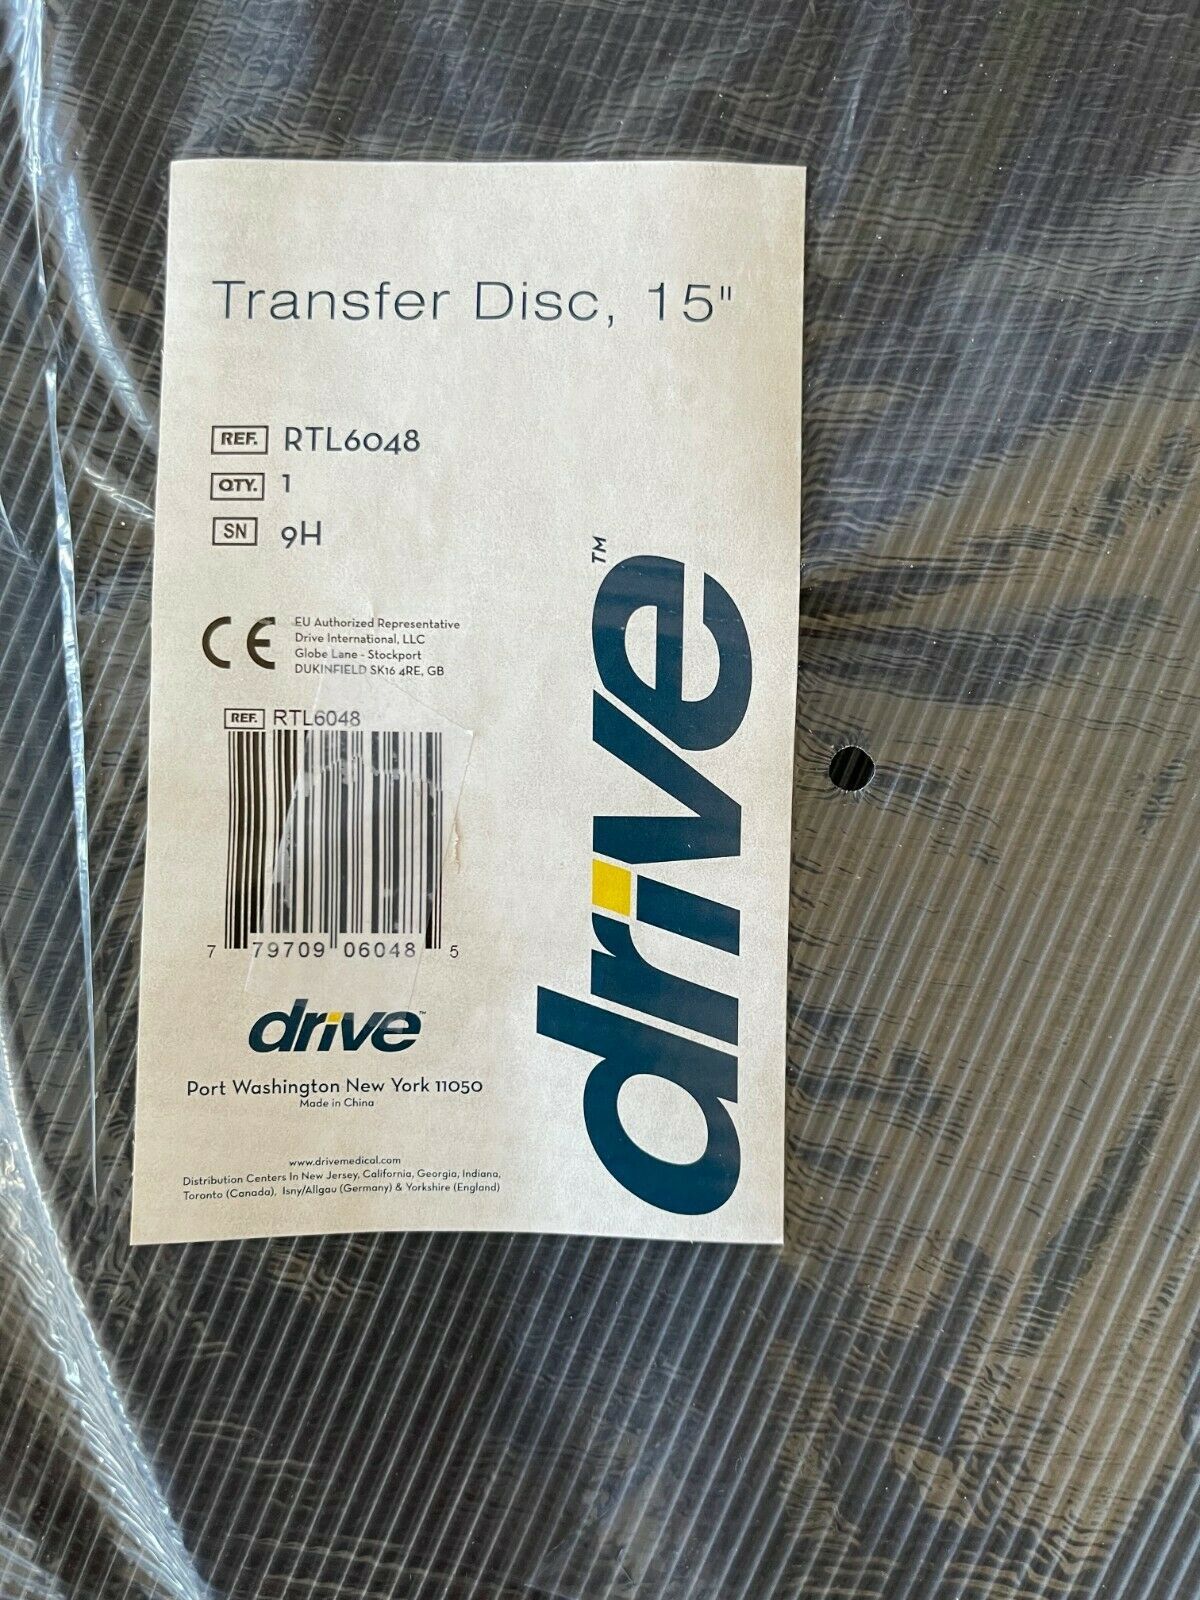 Transfer Disc, 15"
REF. RTL6048
QTY. 1
SN 9H
CE
EU Authorized Representative
Drive International, LLC
Globe Lane - Stockport
DUKINFIELD SK16 4RE, GB
REF. RTL6048
7 79709 06048 5
drive™
Port Washington New York 11050
Made in China
www.drivemedical.com
Distribution Centers In New Jersey, California, Georgia, Indiana,
Toronto (Canada), Isny/Allgau (Germany) & Yorkshire (England)
drive™